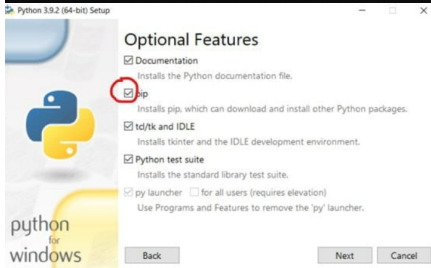 Python 3.9.2 (64-bit) Setup
Optional Features
Documentation
Installs the Python documentation file.
pip
Installs pip, which can download and install other Python packages.
tcl/tk and IDLE
Installs tkinter and the IDLE development environment.
Python test suite
Installs the standard library test suite.
py launcher for all users (requires elevation)
Use Programs and Features to remove the 'py' launcher.
python
for
windows
Back Next Cancel